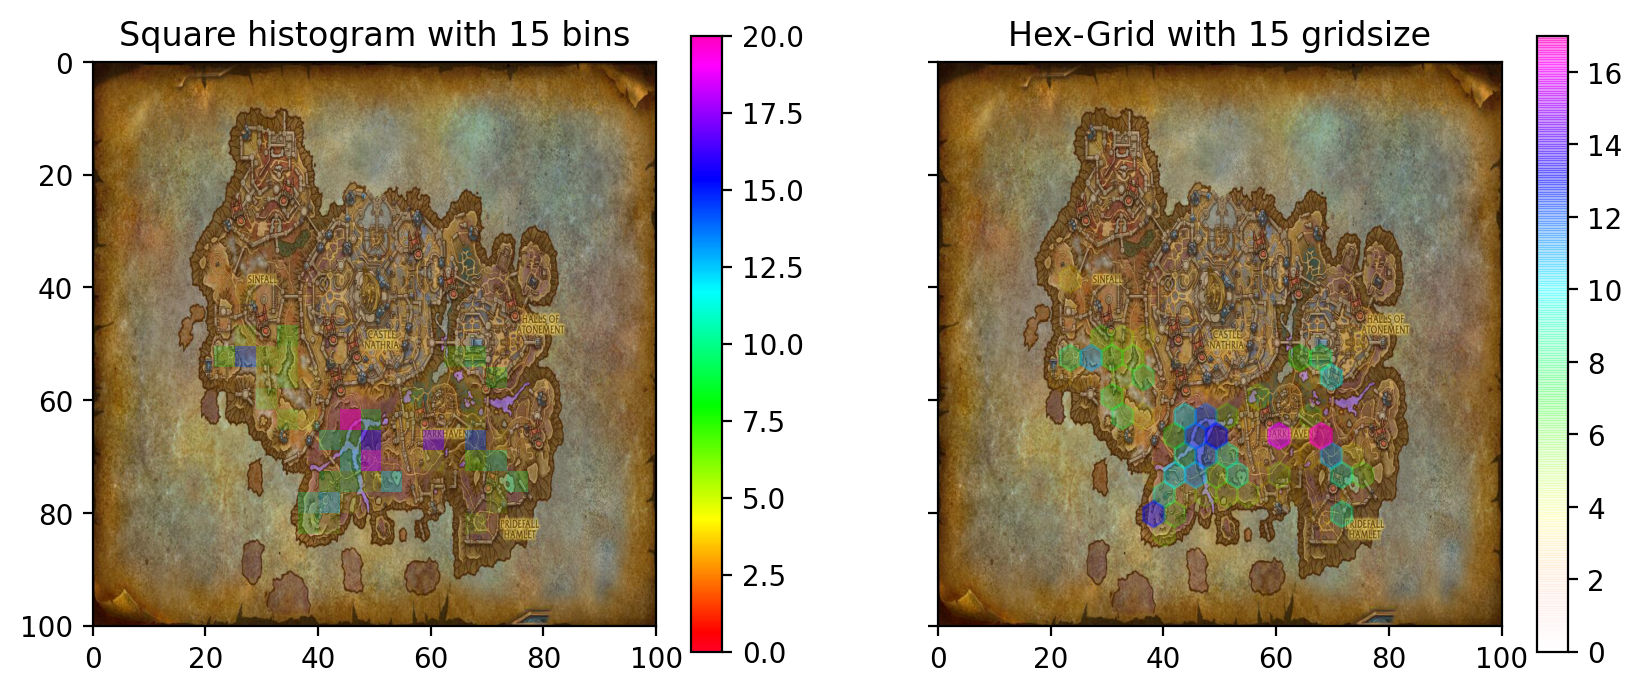 Square histogram with 15 bins
0
20
40
60
80
100
0
20
40
60
80
100
SINFALL
CASTLE
NATHRIA
HALLS OF
ATONEMENT
DARKHAVEN
PRIDEFALL
HAMLET
20.0
17.5
15.0
12.5
10.0
7.5
5.0
2.5
0.0
Hex-Grid with 15 gridsize
0
20
40
60
80
100
SINFALL
CASTLE
NATHRIA
HALLS OF
ATONEMENT
DARKHAVEN
PRIDEFALL
HAMLET
16
14
12
10
8
6
4
2
0